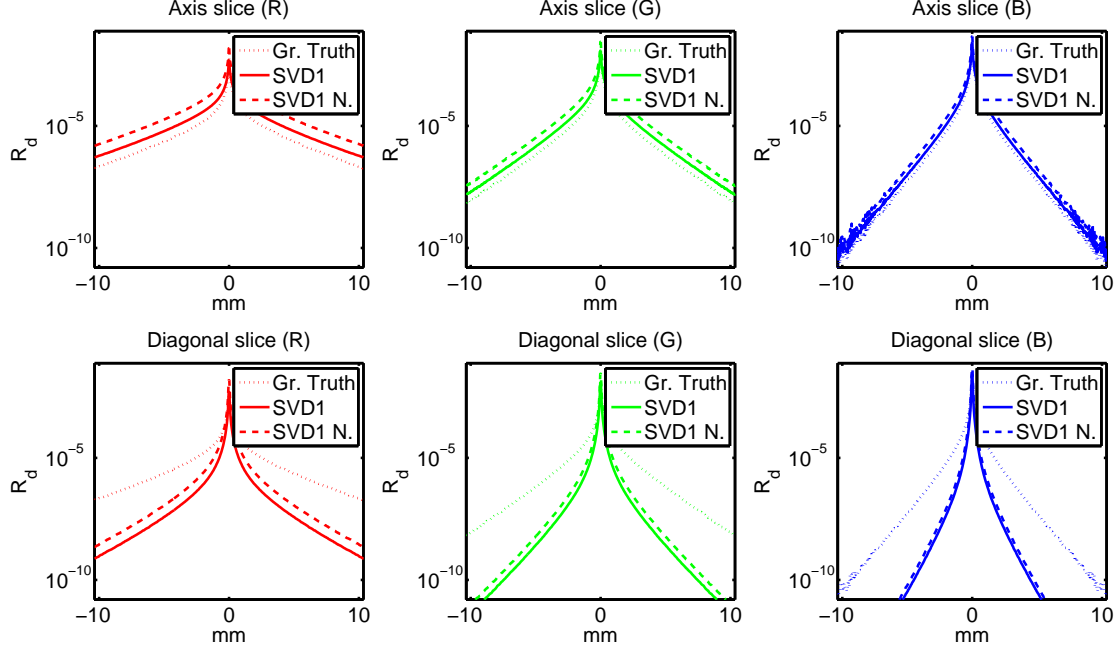 Axis slice (R)
Gr. Truth
SVD1
SVD1 N.
R_d
10^−5
10^−10
−10 0 10
mm
Axis slice (G)
Gr. Truth
SVD1
SVD1 N.
R_d
10^−5
10^−10
−10 0 10
mm
Axis slice (B)
Gr. Truth
SVD1
SVD1 N.
R_d
10^−5
10^−10
−10 0 10
mm
Diagonal slice (R)
Gr. Truth
SVD1
SVD1 N.
R_d
10^−5
10^−10
−10 0 10
mm
Diagonal slice (G)
Gr. Truth
SVD1
SVD1 N.
R_d
10^−5
10^−10
−10 0 10
mm
Diagonal slice (B)
Gr. Truth
SVD1
SVD1 N.
R_d
10^−5
10^−10
−10 0 10
mm